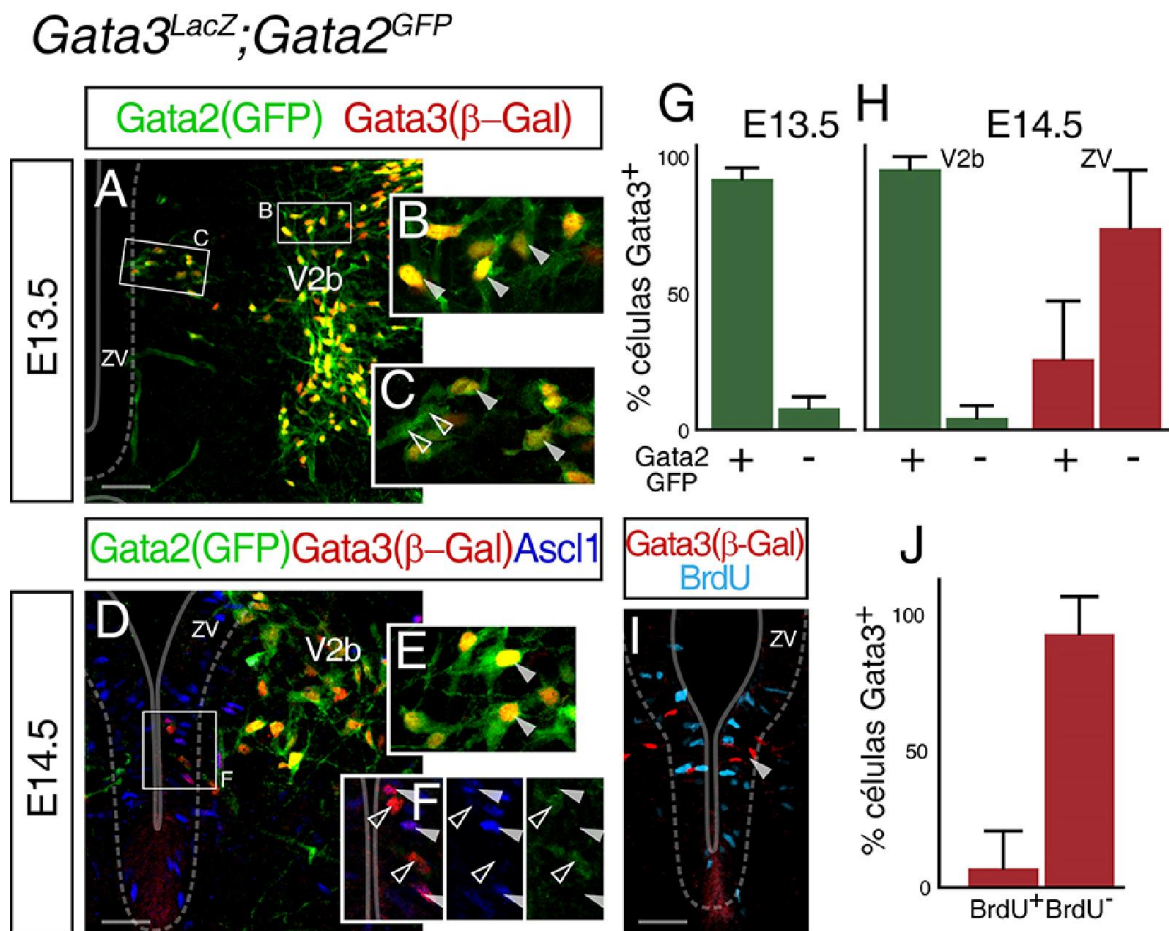 Gata3LacZ;Gata2GFP
Gata2(GFP) Gata3(β–Gal)
E13.5
A
B
C
V2b
ZV
B
C
G
E13.5
H
E14.5
V2b
ZV
% células Gata3+
100
50
0
Gata2
GFP
+ - + - + -
Gata2(GFP)Gata3(β–Gal)Ascl1
E14.5
D
ZV
V2b
F
E
F
Gata3(β-Gal)
BrdU
I
ZV
J
% células Gata3+
100
50
0
BrdU+ BrdU-